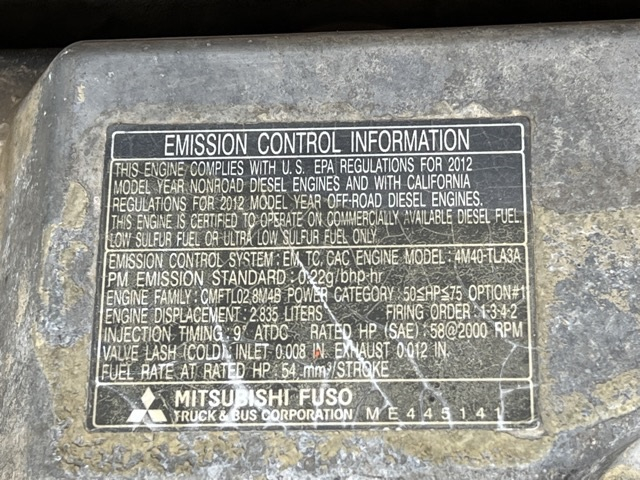 EMISSION CONTROL INFORMATION
THIS ENGINE COMPLIES WITH U.S. EPA REGULATIONS FOR 2012
MODEL YEAR NONROAD DIESEL ENGINES AND WITH CALIFORNIA
REGULATIONS FOR 2012 MODEL YEAR OFF-ROAD DIESEL ENGINES.
THIS ENGINE IS CERTIFIED TO OPERATE ON COMMERCIALLY AVAILABLE DIESEL FUEL.
LOW SULFUR FUEL OR ULTRA LOW SULFUR FUEL ONLY
EMISSION CONTROL SYSTEM : EM, TC, CAC ENGINE MODEL: 4M40-TLA3A
PM EMISSION STANDARD : 0.22g/bhp-hr
ENGINE FAMILY : CMFTL02.8M4B POWER CATEGORY : 50≦HP≦75 OPTION#1
ENGINE DISPLACEMENT : 2.835 LITERS FIRING ORDER : 1-3-4-2
INJECTION TIMING: 9° ATDC RATED HP (SAE) : 58@2000 RPM
VALVE LASH (COLD): INLET 0.008 IN. EXHAUST 0.012 IN.
FUEL RATE AT RATED HP : 54 mm³/STROKE
MITSUBISHI FUSO
TRUCK & BUS CORPORATION ME445141